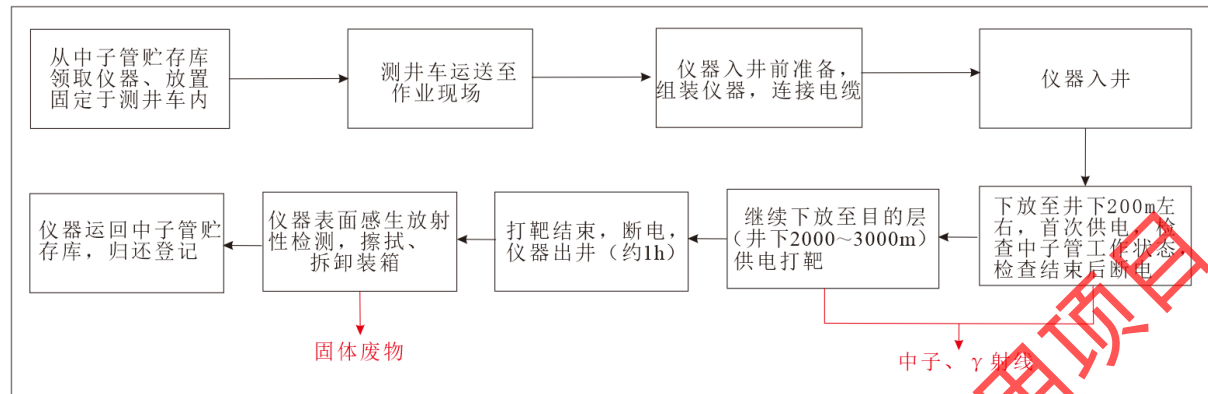 从中子管贮存库
领取仪器、放置
固定于测井车内
测井车运送至
作业现场
仪器入井前准备，
组装仪器，连接电缆
仪器入井
下放至井下200m左
右，首次供电，检
查中子管工作状态，
检查结束后断电
继续下放至目的层
（井下2000~3000m）
供电打靶
打靶结束，断电，
仪器出井（约1h）
仪器表面感生放射
性检测，擦拭、
拆卸装箱
仪器运回中子管贮
存库，归还登记
固体废物
中子、γ射线
用项目